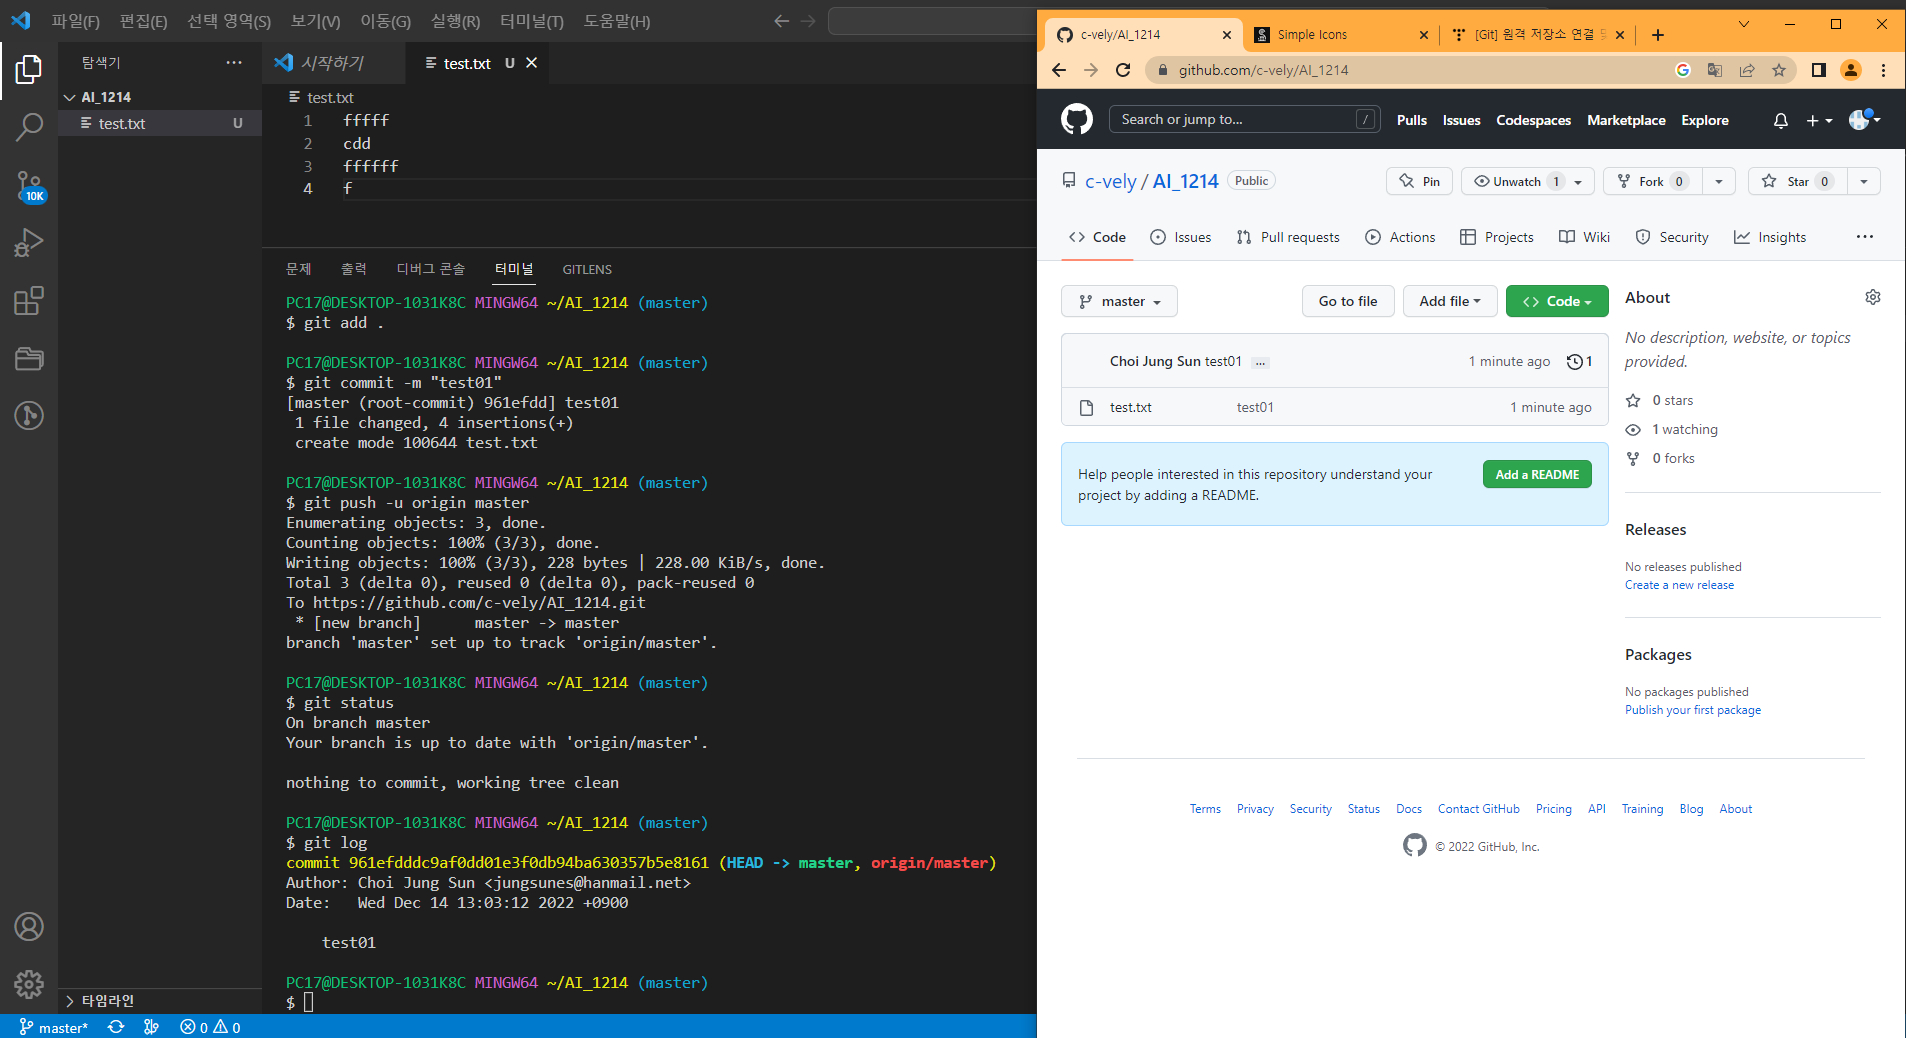 파일(F) 편집(E) 선택 영역(S) 보기(V) 이동(G) 실행(R) 터미널(T) 도움말(H)
탐색기
AI_1214
test.txt U
10K
타임라인
시작하기
test.txt U
test.txt
1 fffff
2 cdd
3 ffffff
4 f
문제 출력 디버그 콘솔 터미널 GITLENS
PC17@DESKTOP-1031K8C MINGW64 ~/AI_1214 (master)
$ git add .
PC17@DESKTOP-1031K8C MINGW64 ~/AI_1214 (master)
$ git commit -m "test01"
[master (root-commit) 961efdd] test01
1 file changed, 4 insertions(+)
create mode 100644 test.txt
PC17@DESKTOP-1031K8C MINGW64 ~/AI_1214 (master)
$ git push -u origin master
Enumerating objects: 3, done.
Counting objects: 100% (3/3), done.
Writing objects: 100% (3/3), 228 bytes | 228.00 KiB/s, done.
Total 3 (delta 0), reused 0 (delta 0), pack-reused 0
To https://github.com/c-vely/AI_1214.git
* [new branch] master -> master
branch 'master' set up to track 'origin/master'.
PC17@DESKTOP-1031K8C MINGW64 ~/AI_1214 (master)
$ git status
On branch master
Your branch is up to date with 'origin/master'.
nothing to commit, working tree clean
PC17@DESKTOP-1031K8C MINGW64 ~/AI_1214 (master)
$ git log
commit 961efdddc9af0dd01e3f0db94ba630357b5e8161 (HEAD -> master, origin/master)
Author: Choi Jung Sun <jungsunes@hanmail.net>
Date: Wed Dec 14 13:03:12 2022 +0900
test01
PC17@DESKTOP-1031K8C MINGW64 ~/AI_1214 (master)
$
master* 0 0
c-vely/AI_1214 Simple Icons [Git] 원격 저장소 연결
github.com/c-vely/AI_1214
Search or jump to... / Pulls Issues Codespaces Marketplace Explore
c-vely / AI_1214 Public Pin Unwatch 1 Fork 0 Star 0
Code Issues Pull requests Actions Projects Wiki Security Insights
master Go to file Add file Code
Choi Jung Sun test01 ... 1 minute ago 1
test.txt test01 1 minute ago
Help people interested in this repository understand your
project by adding a README.
Add a README
About
No description, website, or topics
provided.
0 stars
1 watching
0 forks
Releases
No releases published
Create a new release
Packages
No packages published
Publish your first package
Terms Privacy Security Status Docs Contact GitHub Pricing API Training Blog About
© 2022 GitHub, Inc.